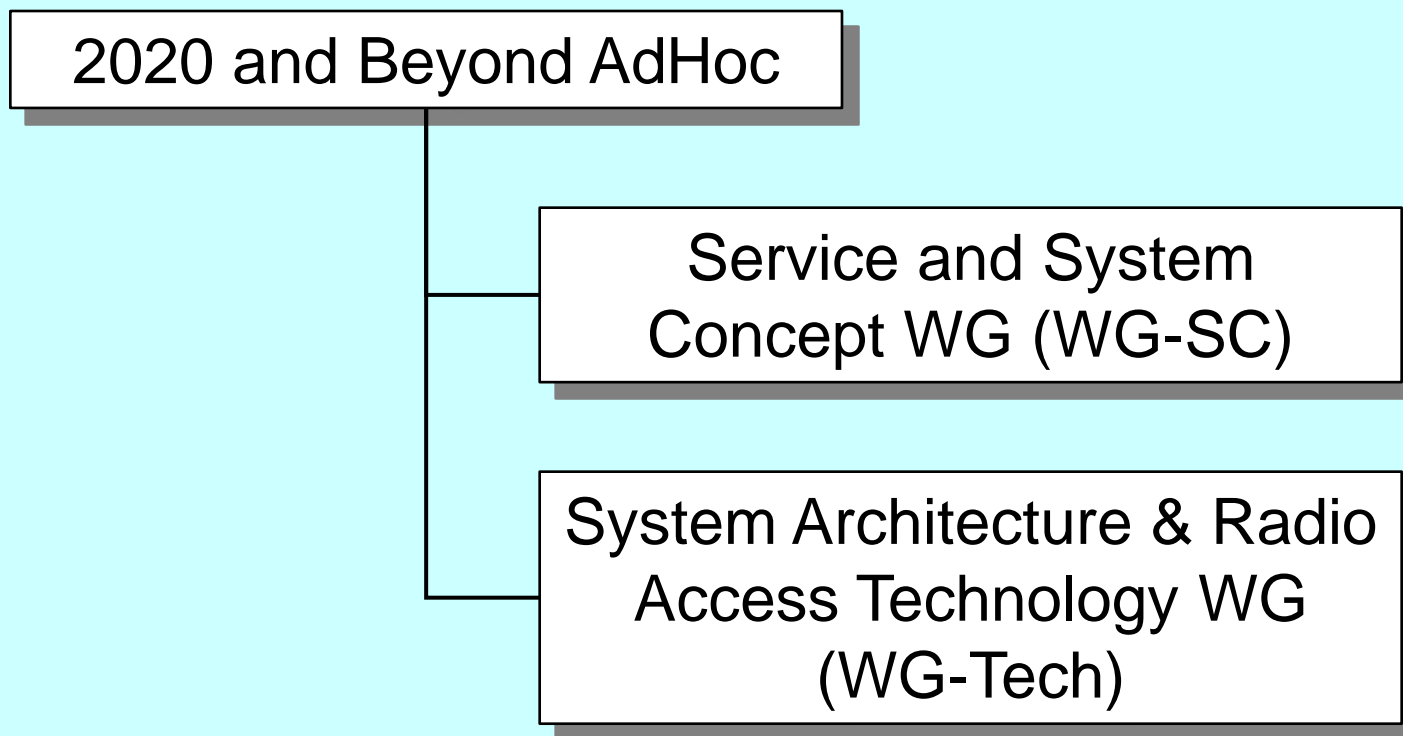 2020 and Beyond AdHoc
Service and System
Concept WG (WG-SC)
System Architecture & Radio
Access Technology WG
(WG-Tech)